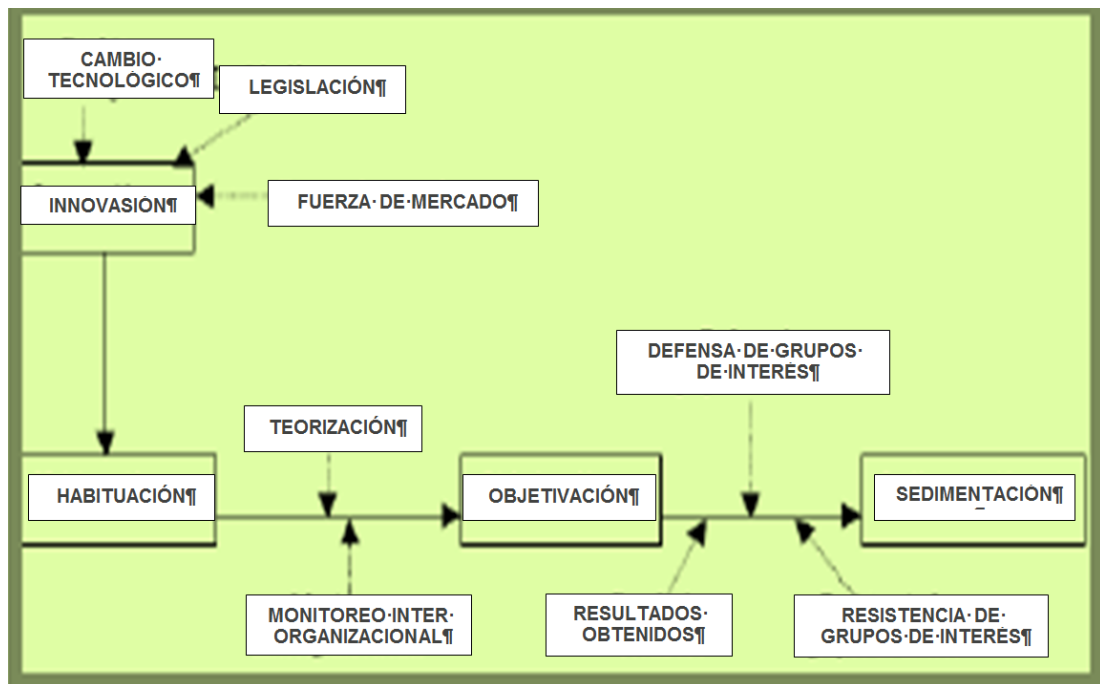 CAMBIO·
TECNOLÓGICO¶
LEGISLACIÓN¶
INNOVASIÓN¶
FUERZA·DE·MERCADO¶
DEFENSA·DE·GRUPOS·
DE·INTERÉS¶
TEORIZACIÓN¶
HABITUACIÓN¶
OBJETIVACIÓN¶
SEDIMENTACIÓN¶
MONITOREO·INTER·
ORGANIZACIONAL¶
RESULTADOS·
OBTENIDOS¶
RESISTENCIA·DE·
GRUPOS·DE·INTERÉS¶